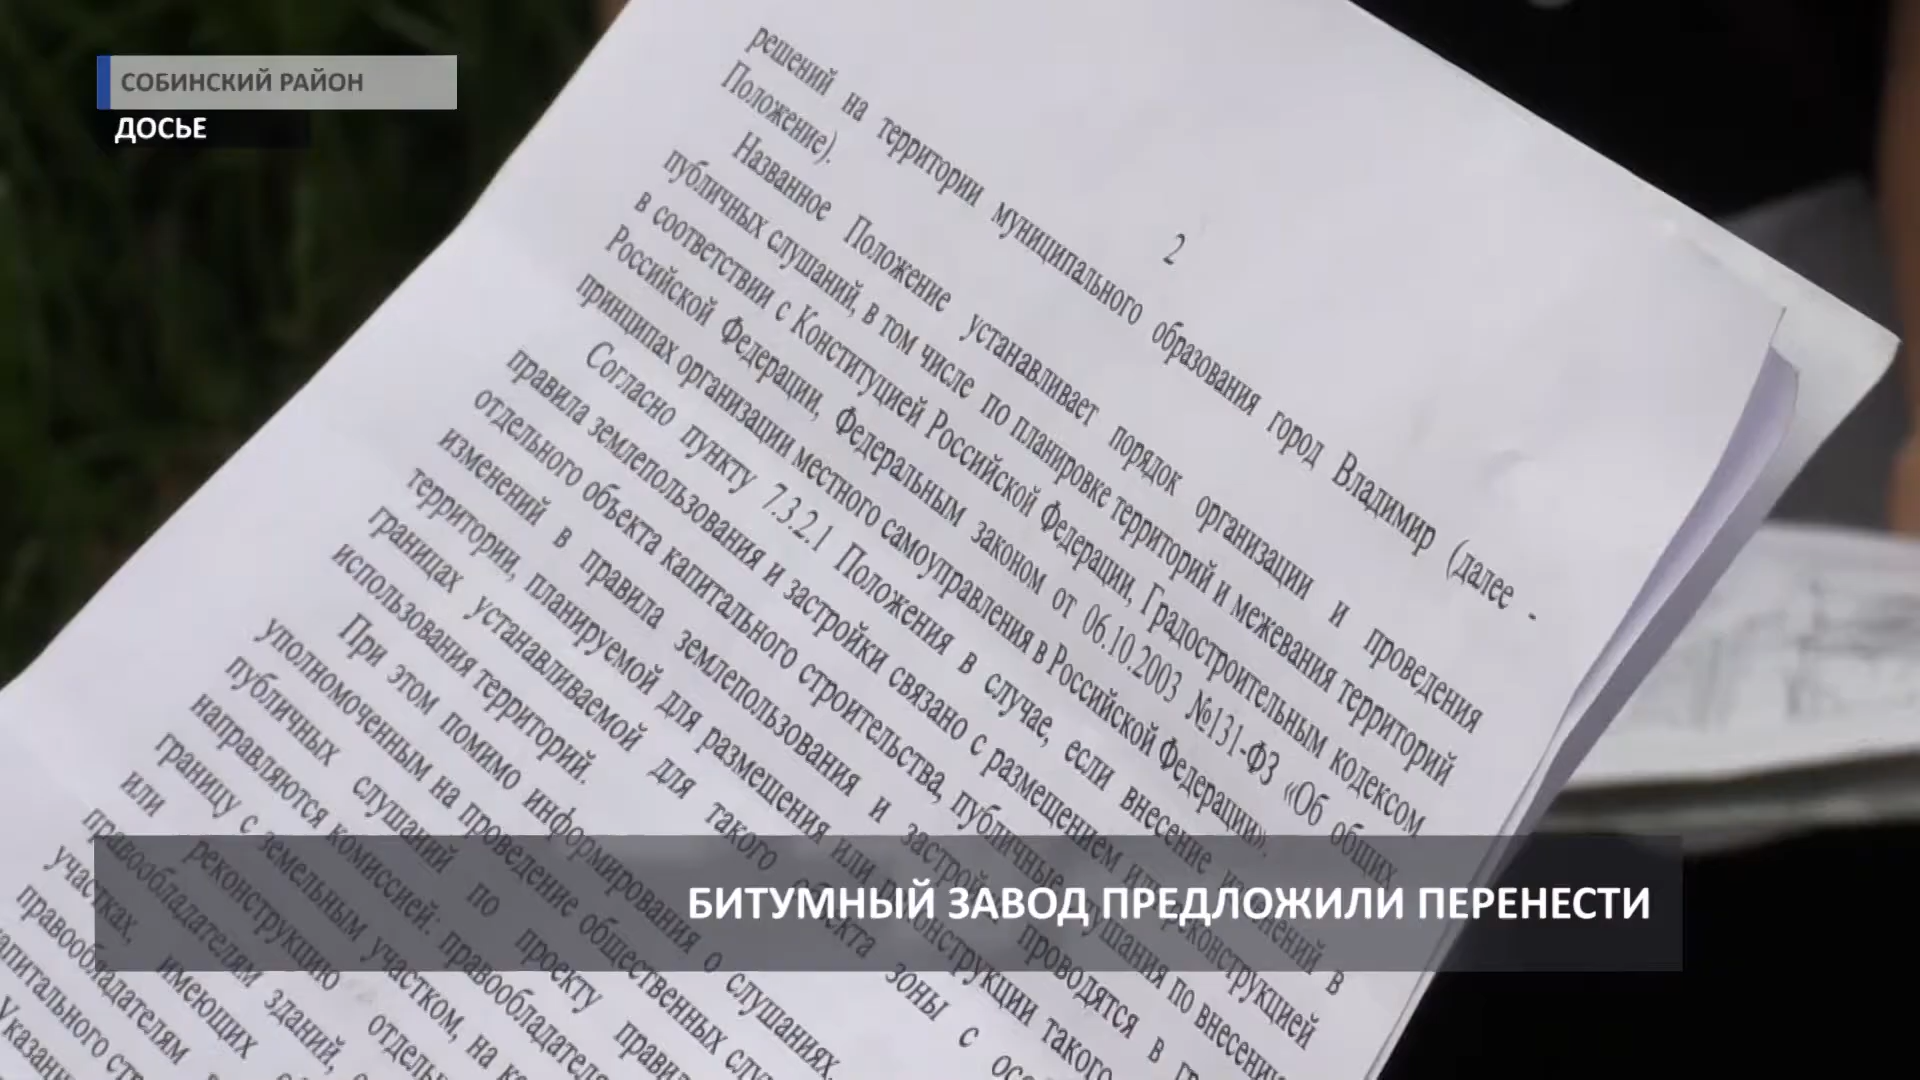 СОБИНСКИЙ РАЙОН
ДОСЬЕ
2
решений на территории муниципального образования город Владимир (далее -
Положение).
Названное Положение устанавливает порядок организации и проведения
публичных слушаний, в том числе по планировке территорий и межевания территорий
в соответствии с Конституцией Российской Федерации, Градостроительным кодексом
Российской Федерации, Федеральным законом от 06.10.2003 №131-ФЗ «Об общих
принципах организации местного самоуправления в Российской Федерации».
Согласно пункту 7.3.2.1 Положения в случае, если внесение изменений в
правила землепользования и застройки связано с размещением или реконструкцией
отдельного объекта капитального строительства, публичные слушания по внесению
изменений в правила землепользования и застройки проводятся в
территории, планируемой для размещения или реконструкции такого
границах устанавливаемой для такого объекта зоны с
использования территорий.
При этом помимо информирования о слушаниях,
уполномоченным на проведение общественных
публичных слушаний по проекту
направляются комиссией: правообладателям
границу с земельным участком, на
или реконструкцию
правообладателям зданий,
участках, имеющих
правообладателям
БИТУМНЫЙ ЗАВОД ПРЕДЛОЖИЛИ ПЕРЕНЕСТИ